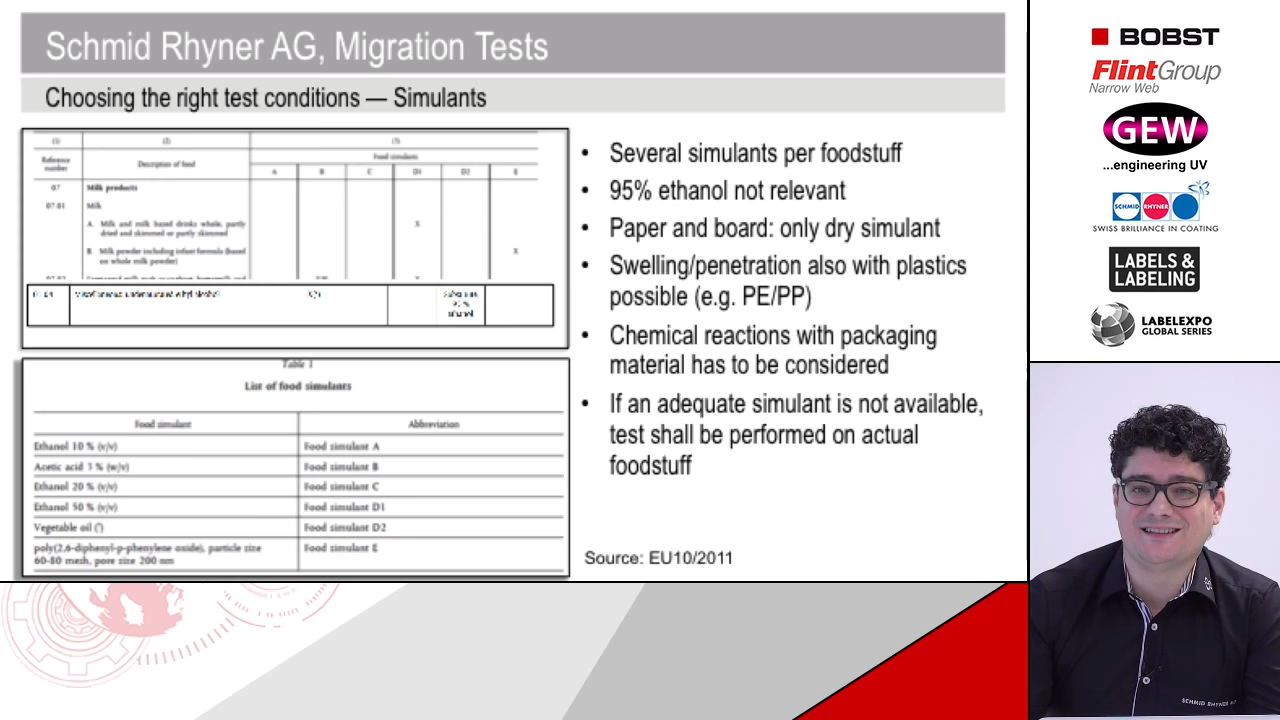 Schmid Rhyner AG, Migration Tests
Choosing the right test conditions — Simulants
(1) (2) (3)
Reference number
Description of food
Food simulants
A B C D1 D2 E
07 Milk products
07.01 Milk
A. Milk and milk based drinks whole, partly
dried and skimmed or partly skimmed
X
B. Milk powder including infant formula (based
on whole milk powder)
X
07.02
Table 1
List of food simulants
Food simulant Abbreviation
Ethanol 10 % (v/v) Food simulant A
Acetic acid 3 % (w/v) Food simulant B
Ethanol 20 % (v/v) Food simulant C
Ethanol 50 % (v/v) Food simulant D1
Vegetable oil (*) Food simulant D2
poly(2,6-diphenyl-p-phenylene oxide), particle size Food simulant E
60-80 mesh, pore size 200 nm
• Several simulants per foodstuff
• 95% ethanol not relevant
• Paper and board: only dry simulant
• Swelling/penetration also with plastics
possible (e.g. PE/PP)
• Chemical reactions with packaging
material has to be considered
• If an adequate simulant is not available,
test shall be performed on actual
foodstuff
Source: EU10/2011
BOBST
FlintGroup
Narrow Web
GEW
...engineering UV
SCHMID RHYNER
SWISS BRILLIANCE IN COATING
LABELS &
LABELING
LABELEXPO
GLOBAL SERIES
SCHMID RHYNER AG